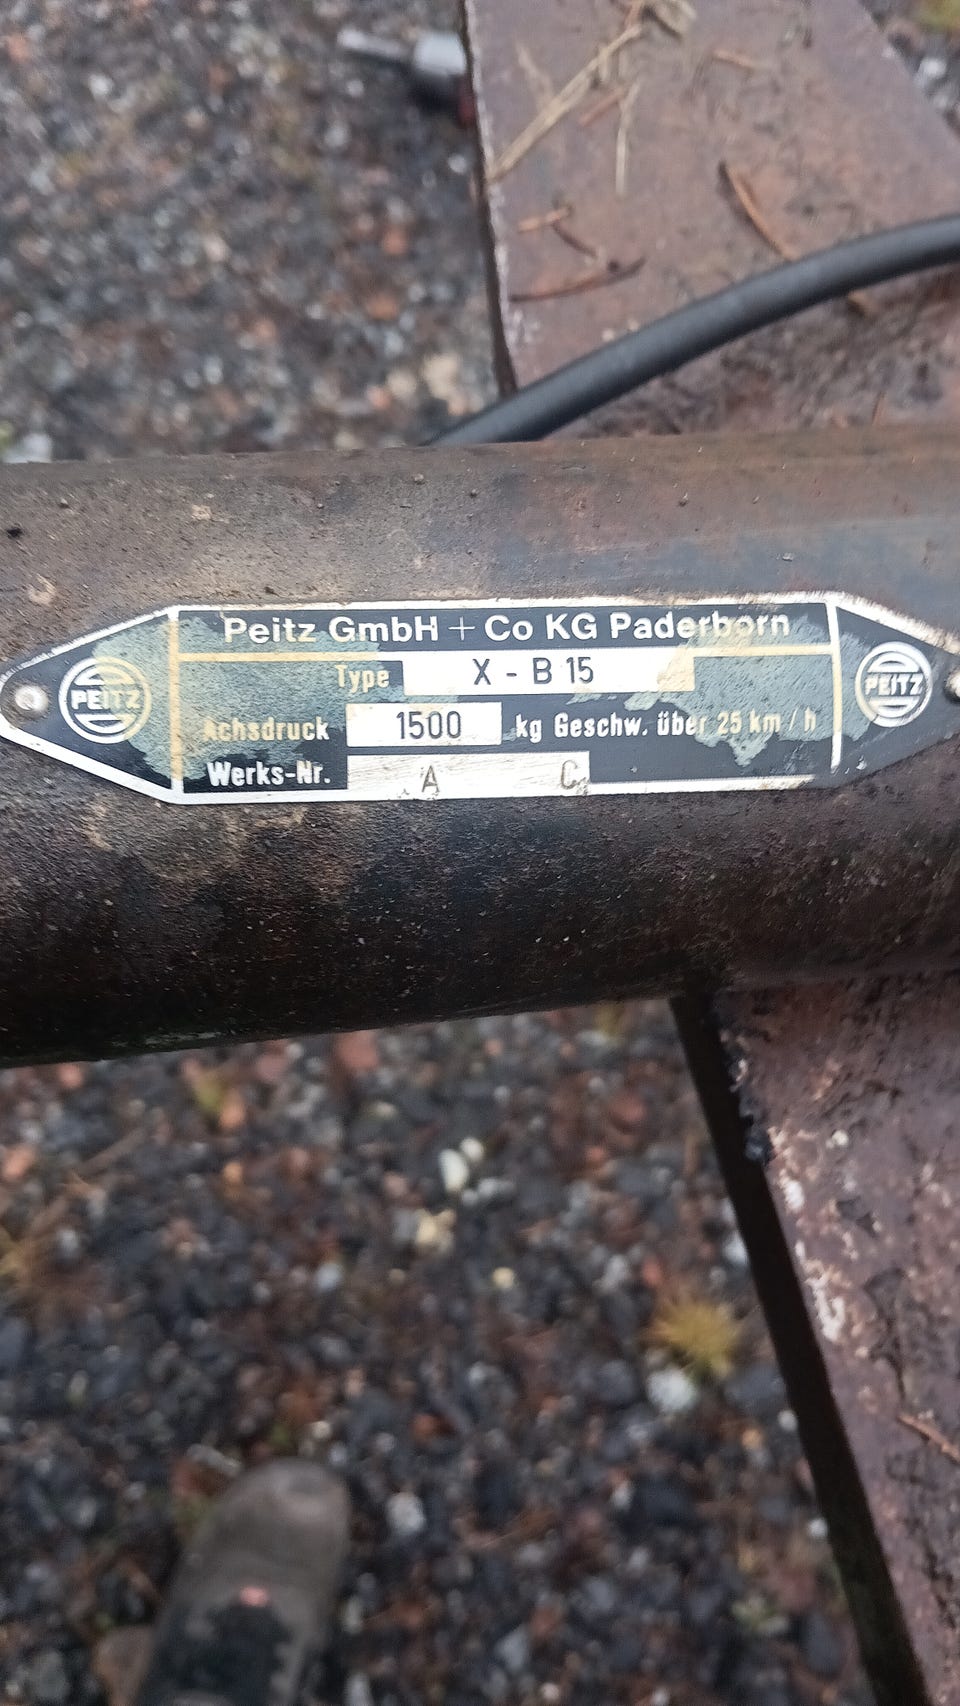 Peitz GmbH + Co KG Paderborn
PEITZ
Type X - B 15
PEITZ
Achsdruck 1500 kg Geschw. über 25 km / h
Werks-Nr. A C